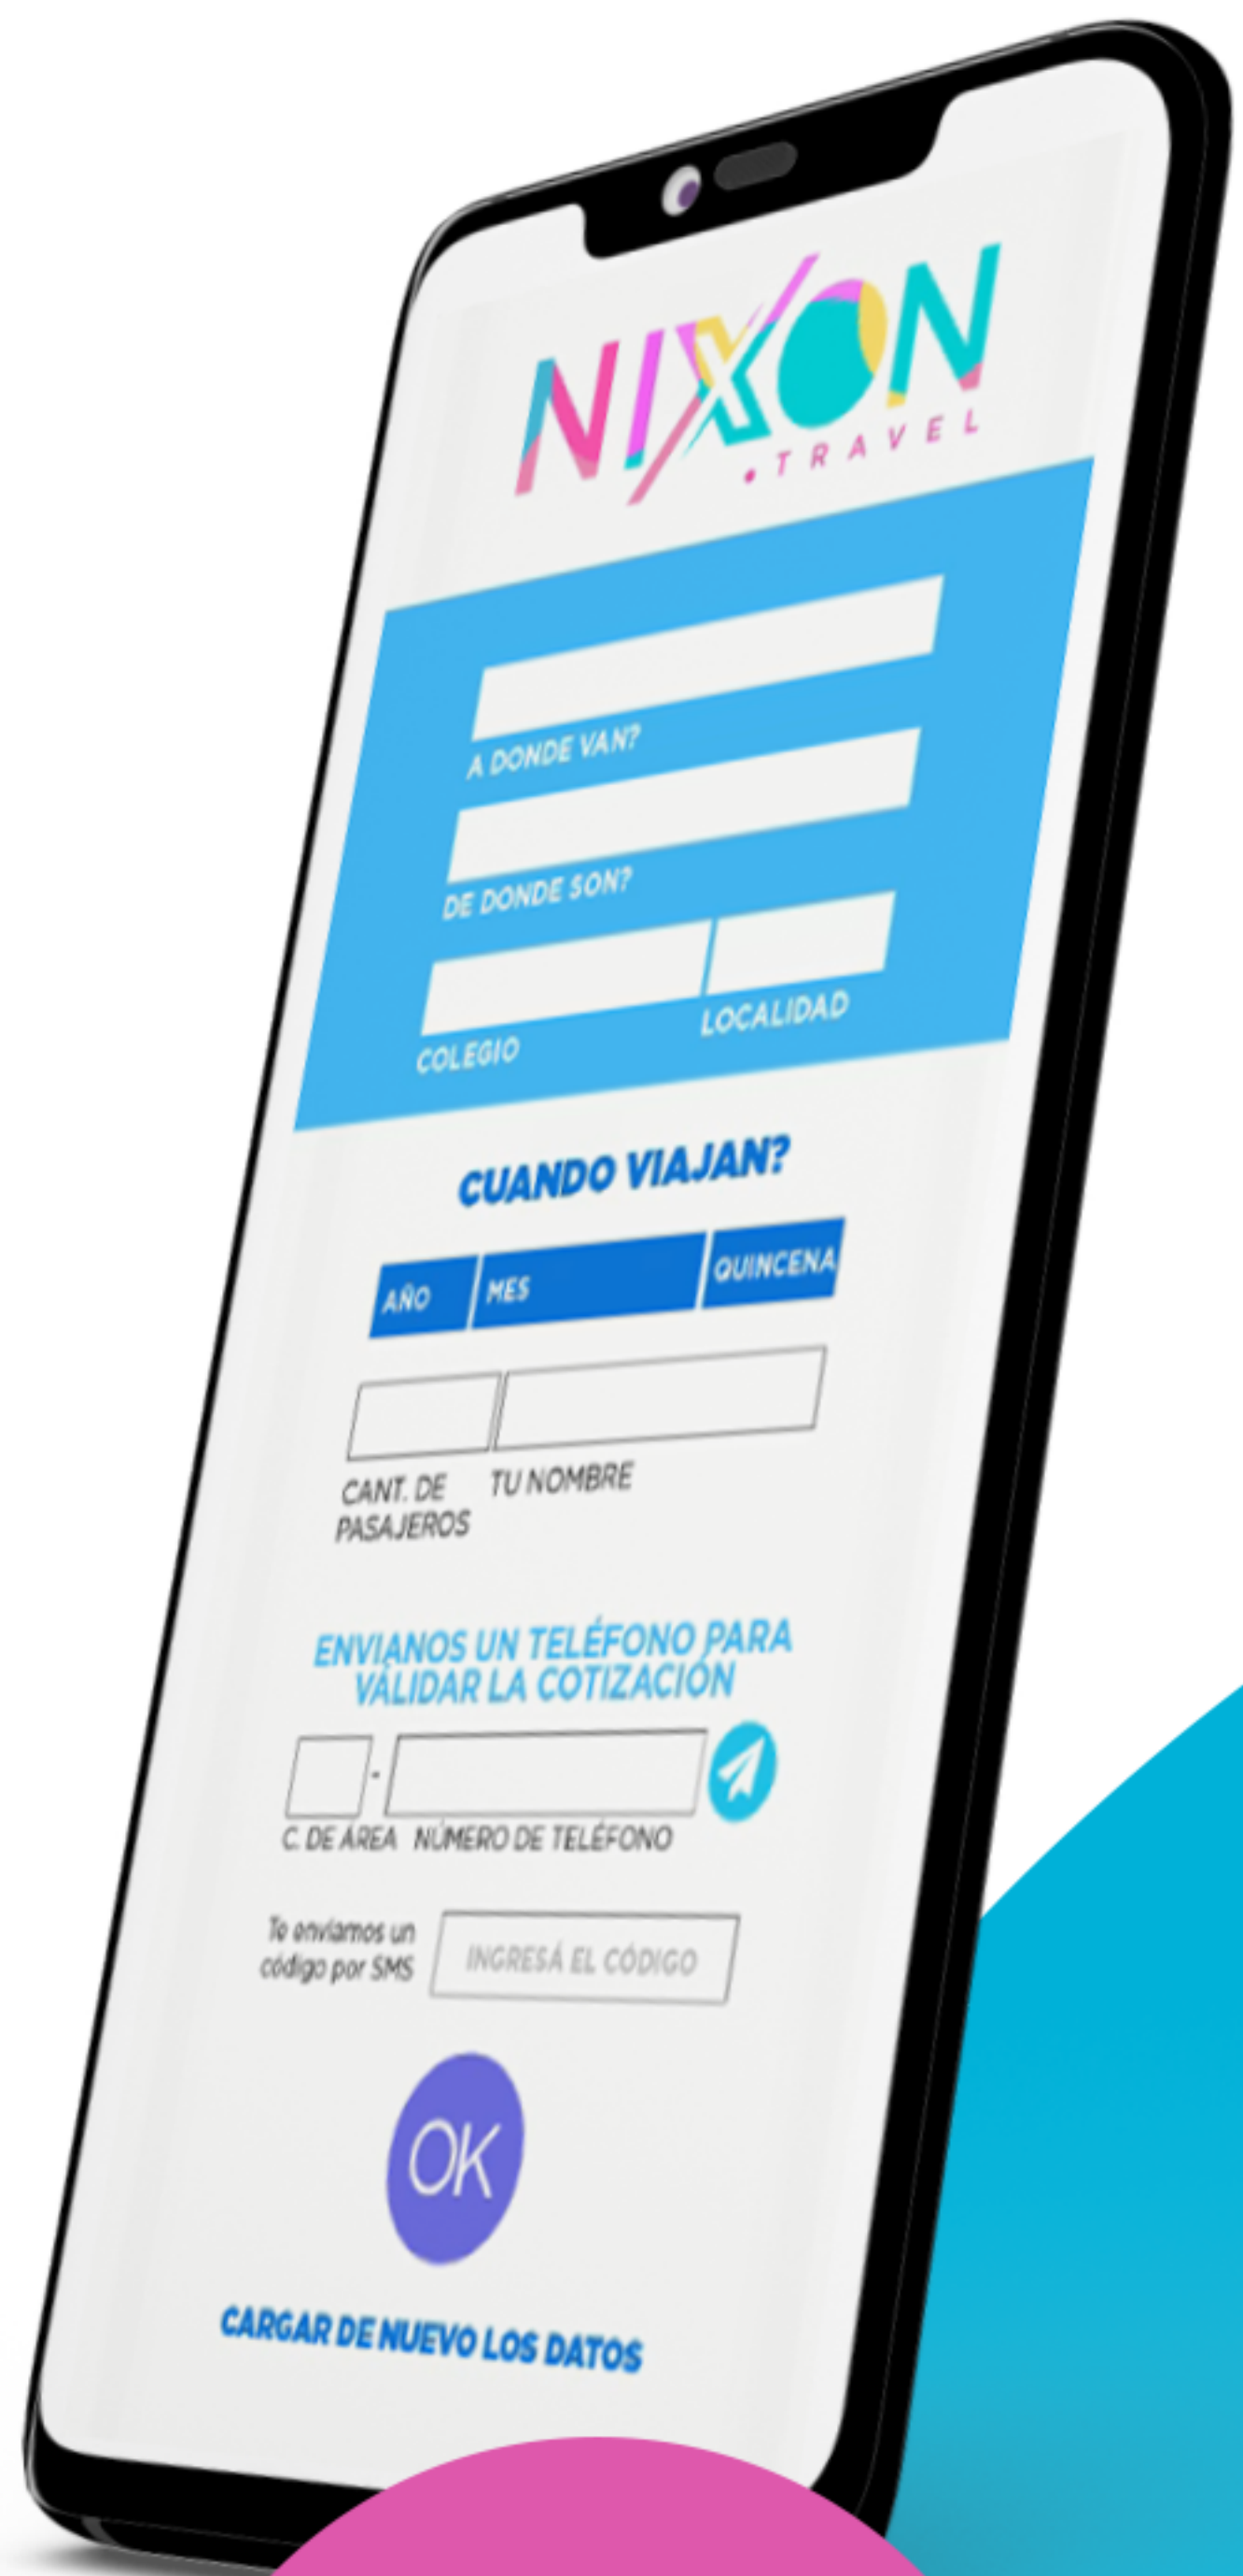 NIXON
•TRAVEL
A DONDE VAN?
DE DONDE SON?
COLEGIO LOCALIDAD
CUANDO VIAJAN?
AÑO MES QUINCENA
CANT. DE TU NOMBRE
PASAJEROS
ENVIANOS UN TELÉFONO PARA
VÁLIDAR LA COTIZACIÓN
-
C. DE ÁREA NÚMERO DE TELÉFONO
Te enviamos un
código por SMS
INGRESÁ EL CÓDIGO
OK
CARGAR DE NUEVO LOS DATOS